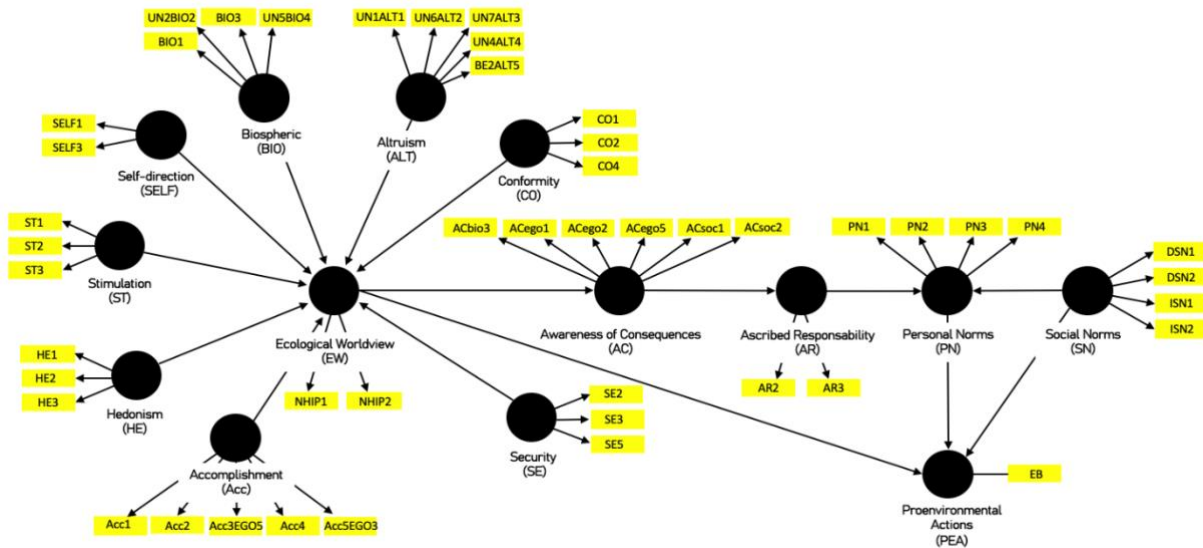 UN2BIO2
BIO3
UN5BIO4
BIO1
Biospheric
(BIO)
UN1ALT1
UN6ALT2
UN7ALT3
UN4ALT4
BE2ALT5
Altruism
(ALT)
SELF1
SELF3
Self-direction
(SELF)
CO1
CO2
CO4
Conformity
(CO)
ST1
ST2
ST3
Stimulation
(ST)
ACbio3
ACego1
ACego2
ACego5
ACsoc1
ACsoc2
Awareness of Consequences
(AC)
PN1
PN2
PN3
PN4
Personal Norms
(PN)
DSN1
DSN2
ISN1
ISN2
Social Norms
(SN)
Ascribed Responsability
(AR)
AR2
AR3
Ecological Worldview
(EW)
NHIP1
NHIP2
HE1
HE2
HE3
Hedonism
(HE)
SE2
SE3
SE5
Security
(SE)
Accomplishment
(Acc)
Acc1
Acc2
Acc3EGO5
Acc4
Acc5EGO3
EB
Proenvironmental
Actions
(PEA)